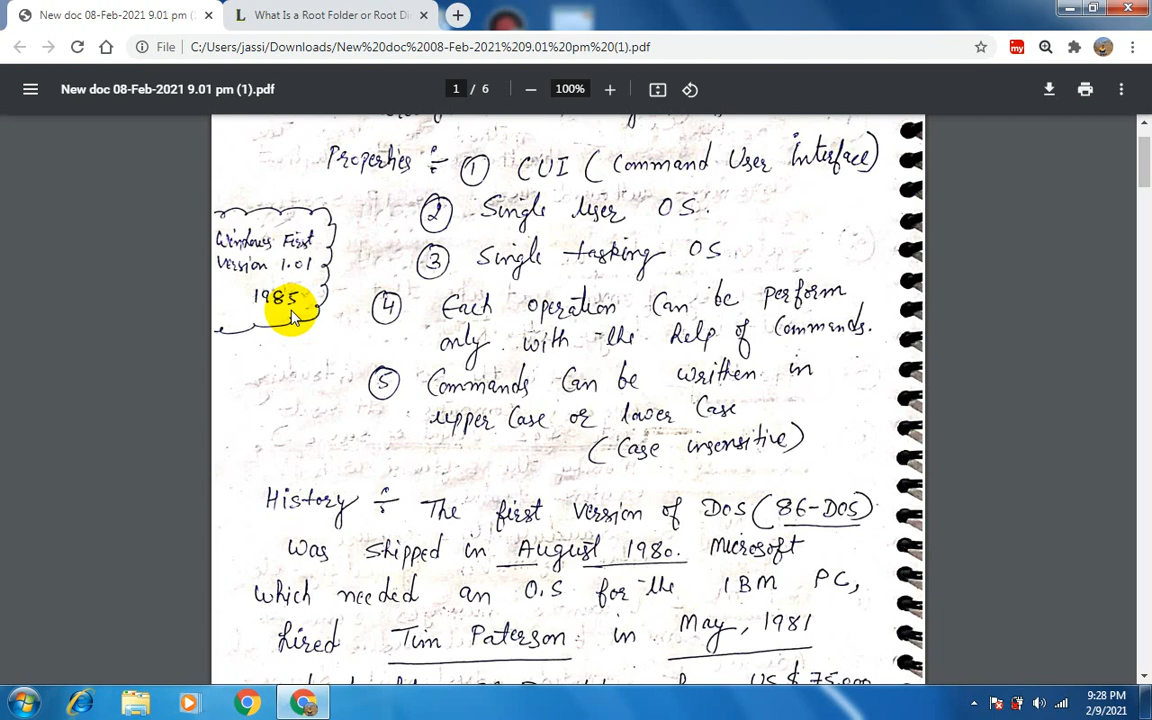 New doc 08-Feb-2021 9.01 pm (
What Is a Root Folder or Root Di
File
C:/Users/jassi/Downloads/New%20doc%2008-Feb-2021%209.01%20pm%20(1).pdf
my
New doc 08-Feb-2021 9.01 pm (1).pdf
1 / 6
100%
Properties ÷ ① CUI (Command User Interface)
② Single User OS.
③ Single tasking OS
Windows First
Version 1.01
1985
④ Each operation Can be perform
only with the help of Commands.
⑤ Commands Can be written in
upper Case or lower Case
(Case insensitive)
History ÷ The first Version of DOS (86-DOS)
was shipped in August 1980. Microsoft
which needed an O.S for the IBM PC,
hired Tim Paterson in May, 1981
US $ 75,000
9:28 PM
2/9/2021